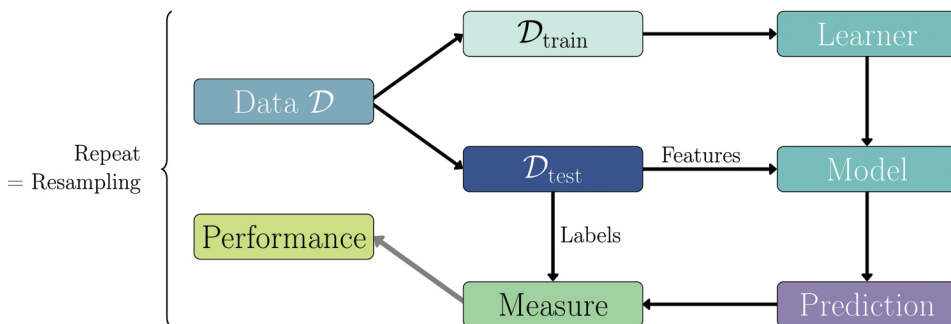 𝒟train
Learner
Data 𝒟
Repeat
= Resampling
𝒟test
Features
Model
Labels
Performance
Measure
Prediction